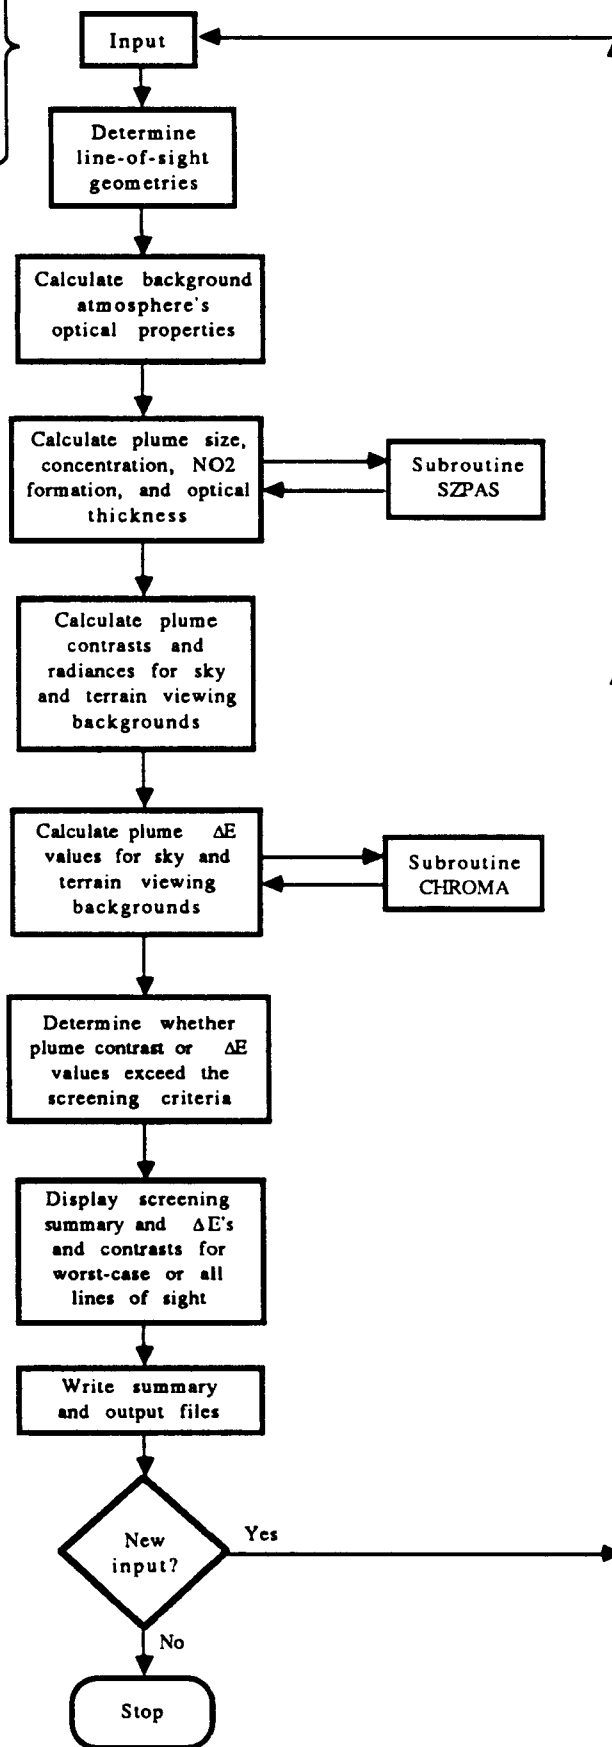 Input
Determine
line-of-sight
geometries
Calculate background
atmosphere's
optical properties
Calculate plume size,
concentration, NO2
formation, and optical
thickness
Subroutine
SZPAS
Calculate plume
contrasts and
radiances for sky
and terrain viewing
backgrounds
Calculate plume ΔE
values for sky and
terrain viewing
backgrounds
Subroutine
CHROMA
Determine whether
plume contrast or ΔE
values exceed the
screening criteria
Display screening
summary and ΔE's
and contrasts for
worst-case or all
lines of sight
Write summary
and output files
New
input?
Yes
No
Stop